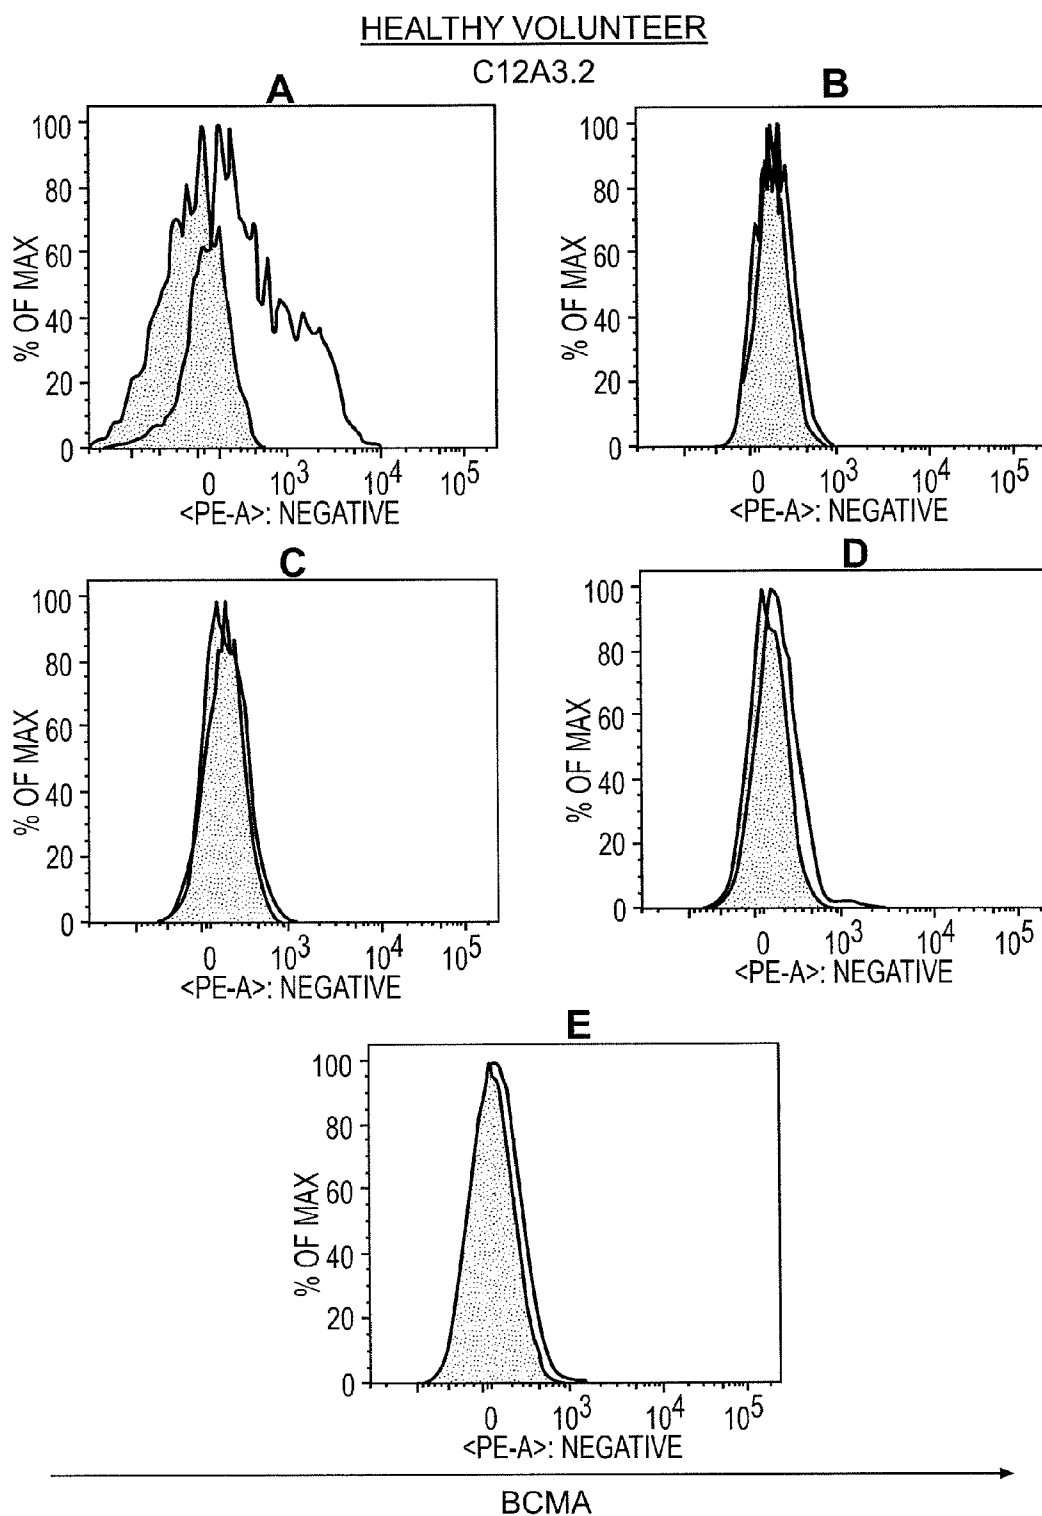 HEALTHY VOLUNTEER
C12A3.2
A
100
80
60
40
20
0
% OF MAX
0 10^3 10^4 10^5
<PE-A>: NEGATIVE
B
100
80
60
40
20
0
% OF MAX
0 10^3 10^4 10^5
<PE-A>: NEGATIVE
C
100
80
60
40
20
0
% OF MAX
0 10^3 10^4 10^5
<PE-A>: NEGATIVE
D
100
80
60
40
20
0
% OF MAX
0 10^3 10^4 10^5
<PE-A>: NEGATIVE
E
100
80
60
40
20
0
% OF MAX
0 10^3 10^4 10^5
<PE-A>: NEGATIVE
BCMA